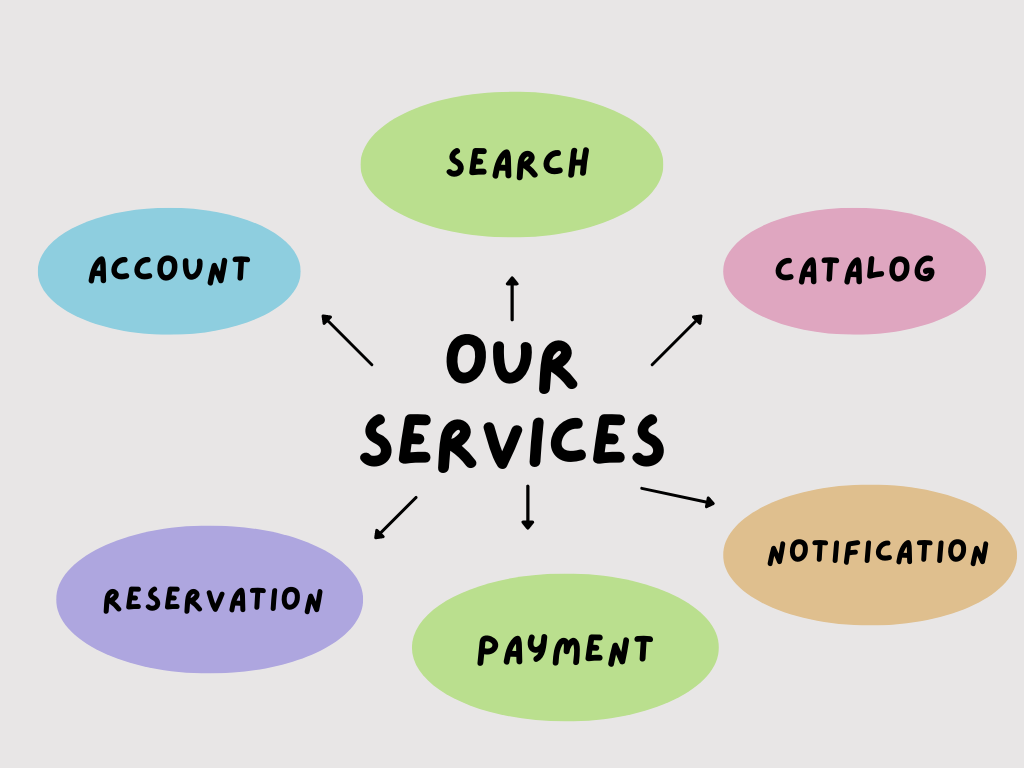 SEARCH
ACCOUNT
CATALOG
OUR
SERVICES
NOTIFICATION
RESERVATION
PAYMENT